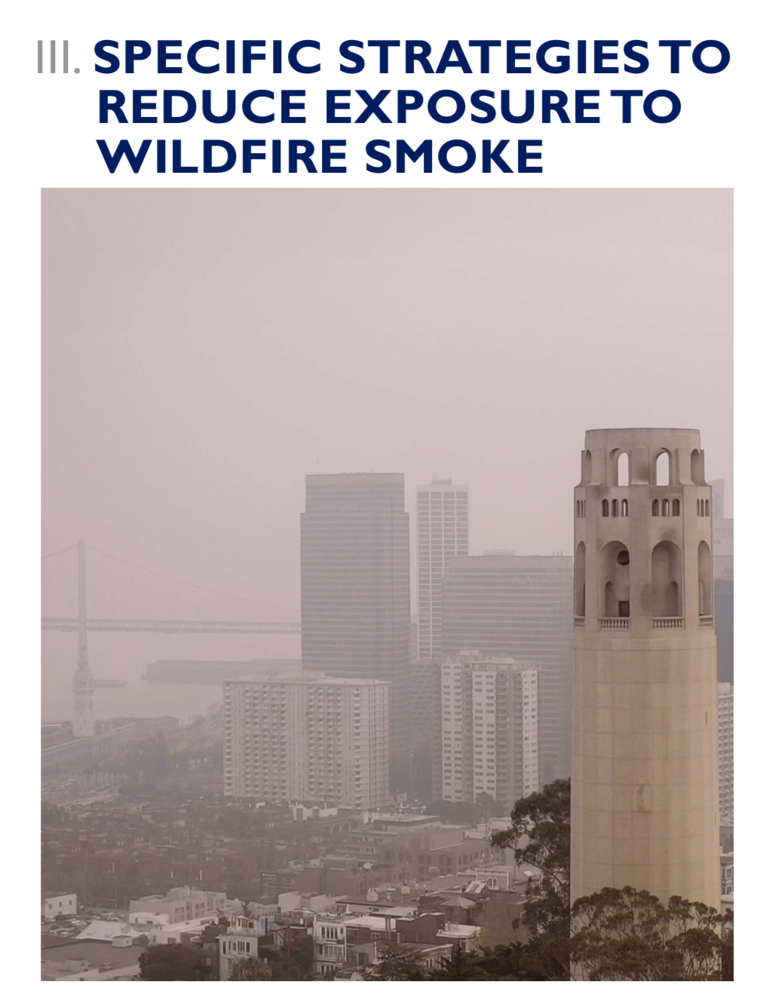 III. SPECIFIC STRATEGIES TO
REDUCE EXPOSURE TO
WILDFIRE SMOKE